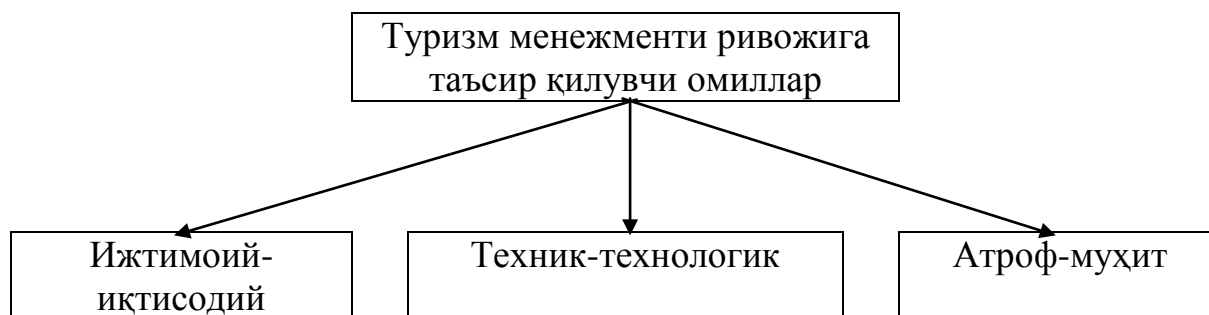 Туризм менежменти ривожига
таъсир қилувчи омиллар
Ижтимоий-
иқтисодий
Техник-технологик
Атроф-муҳит